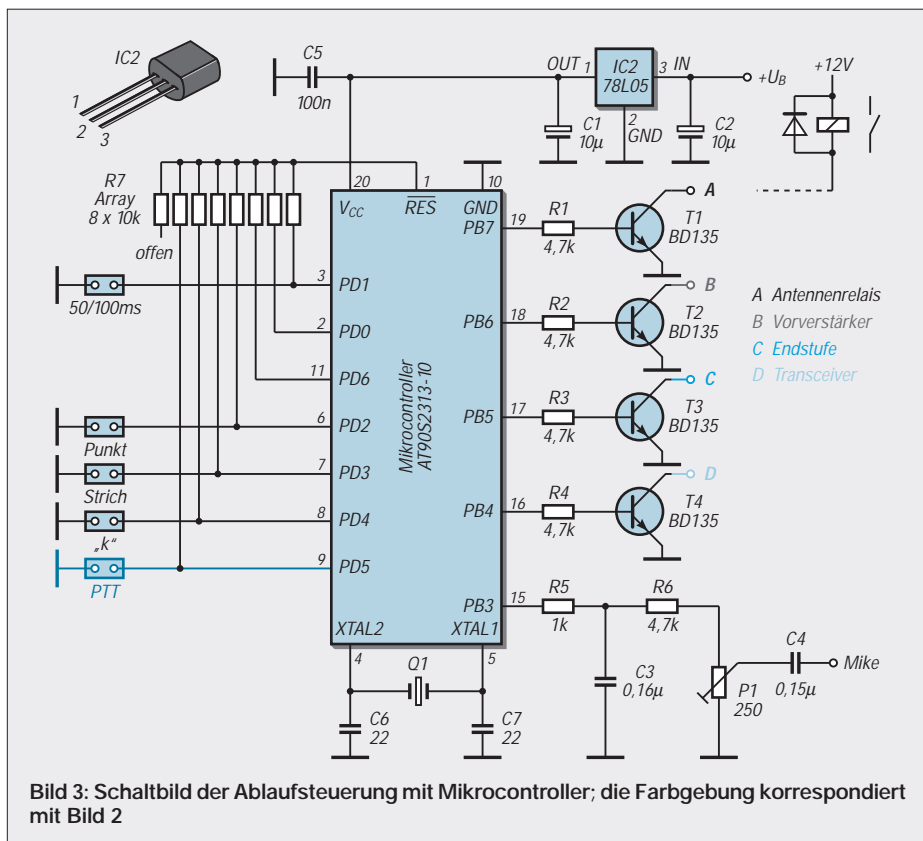 IC2
1
2
3
C5
100n
OUT 1
IC2
78L05
3 IN
2
GND
+UB
+12V
C1
10µ
C2
10µ
R7
Array
8 x 10k
offen
20
VCC
1
RES
10
GND
3
PD1
50/100ms
2
PD0
11
PD6
6
PD2
Punkt
7
PD3
Strich
8
PD4
„k“
9
PD5
PTT
Mikrocontroller
AT90S2313-10
PB7
19
R1
4,7k
A
T1
BD135
PB6
18
R2
4,7k
B
T2
BD135
PB5
17
R3
4,7k
C
T3
BD135
PB4
16
R4
4,7k
D
T4
BD135
A Antennenrelais
B Vorverstärker
C Endstufe
D Transceiver
PB3
15
R5
1k
R6
4,7k
C3
0,16µ
P1
250
C4
0,15µ
Mike
XTAL2
XTAL1
4
5
Q1
C6
22
C7
22
Bild 3: Schaltbild der Ablaufsteuerung mit Mikrocontroller; die Farbgebung korrespondiert
mit Bild 2